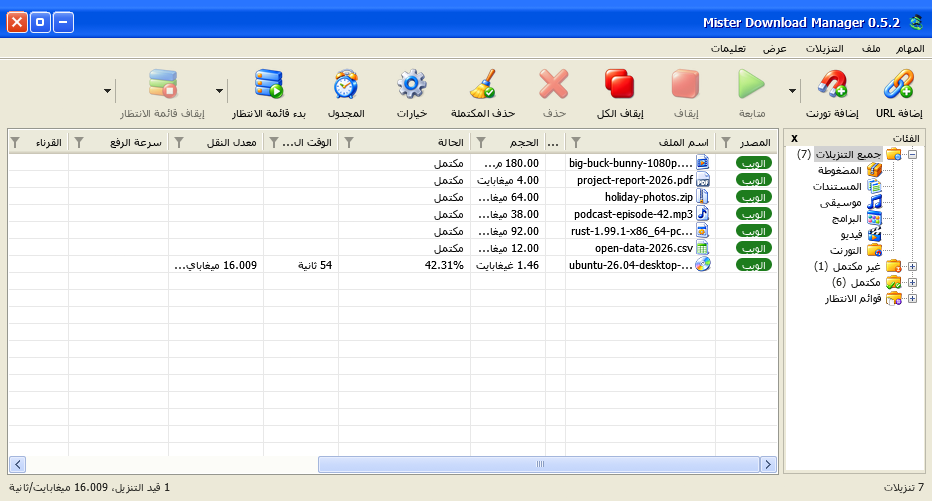 Mister Download Manager 0.5.2
المهام ملف التنزيلات عرض تعليمات
إضافة URL إضافة تورنت متابعة إيقاف إيقاف الكل حذف حذف المكتملة خيارات المجدول بدء قائمة الانتظار إيقاف قائمة الانتظار
الفئات x
جميع التنزيلات (7)
المضغوطة
المستندات
موسيقى
البرامج
فيديو
التورنت
غير مكتمل (1)
مكتمل (6)
قوائم الانتظار
المصدر اسم الملف ... الحجم الحالة الوقت ال... معدل النقل سرعة الرفع القرناء
الويب big-buck-bunny-1080p.... 180.00 م... مكتمل
الويب project-report-2026.pdf 4.00 ميغابايت مكتمل
الويب holiday-photos.zip 64.00 ميغا... مكتمل
الويب podcast-episode-42.mp3 38.00 ميغا... مكتمل
الويب rust-1.99.1-x86_64-pc... 92.00 ميغا... مكتمل
الويب open-data-2026.csv 12.00 ميغا... مكتمل
الويب ubuntu-26.04-desktop-... 1.46 غيغابايت 42.31% 54 ثانية 16.009 ميغاباي...
7 تنزيلات
1 قيد التنزيل، 16.009 ميغابايت/ثانية